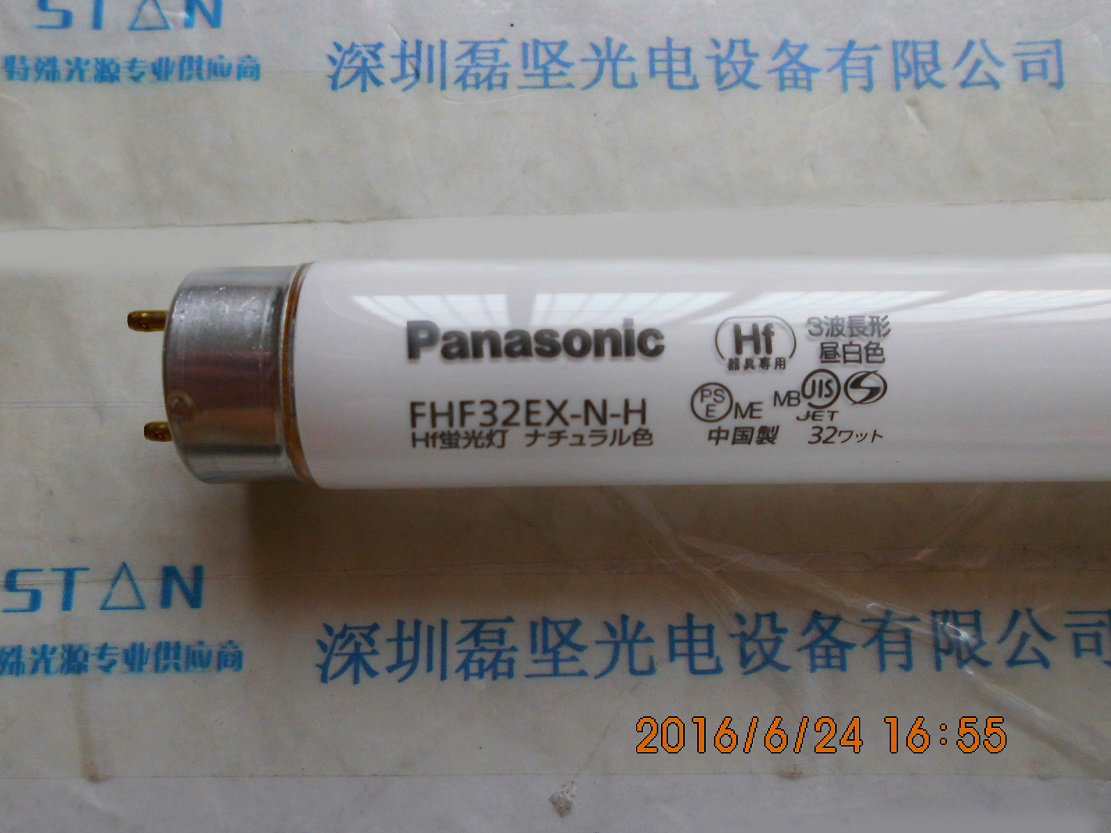 STAN
特殊光源专业供应商
深圳磊坚光电设备有限公司
Panasonic
Hf
器具専用
3波長形
昼白色
FHF32EX-N-H
Hf蛍光灯 ナチュラル色
PS
E
ME
MB
JIS
JET
中国製 32ワット
ST△N
殊光源专业供应商
深圳磊坚光电设备有限公司
2016/6/24 16:55